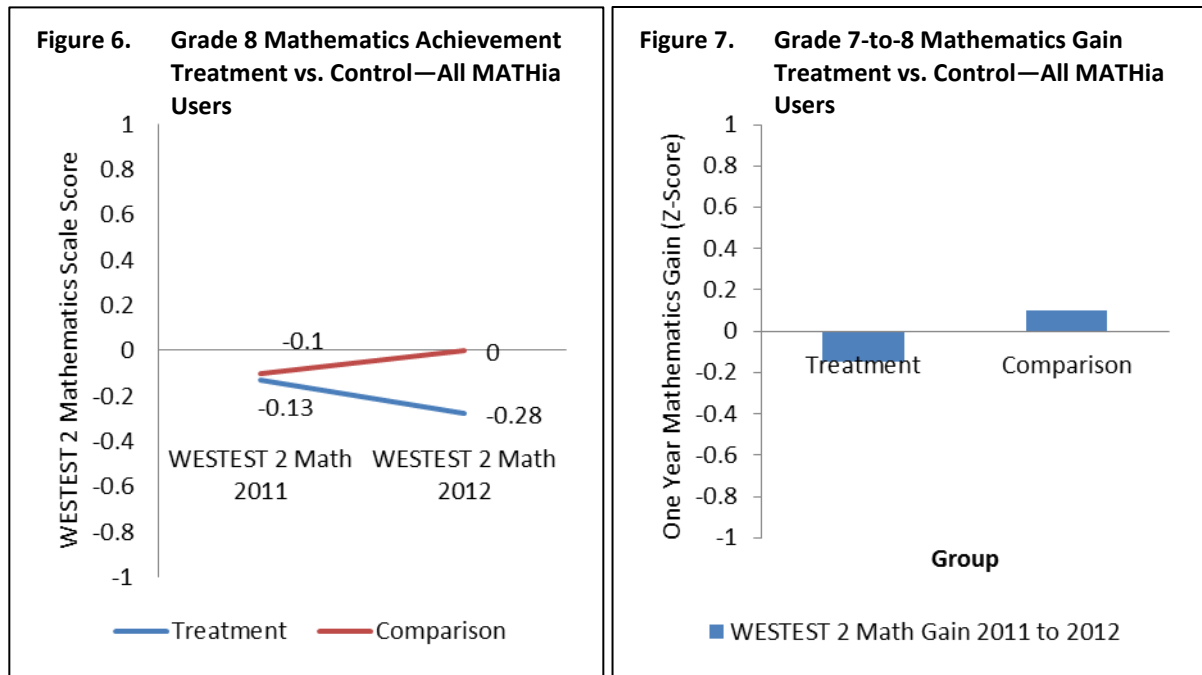 Figure 6. Grade 8 Mathematics Achievement
Treatment vs. Control—All MATHia
Users
WESTEST 2 Mathematics Scale Score
1
0.8
0.6
0.4
0.2
0
-0.2
-0.4
-0.6
-0.8
-1
-0.1
0
-0.13
-0.28
WESTEST 2 Math
2011
WESTEST 2 Math
2012
Treatment
Comparison
Figure 7. Grade 7-to-8 Mathematics Gain
Treatment vs. Control—All MATHia
Users
One Year Mathematics Gain (Z-Score)
1
0.8
0.6
0.4
0.2
0
-0.2
-0.4
-0.6
-0.8
-1
Treatment
Comparison
Group
WESTEST 2 Math Gain 2011 to 2012